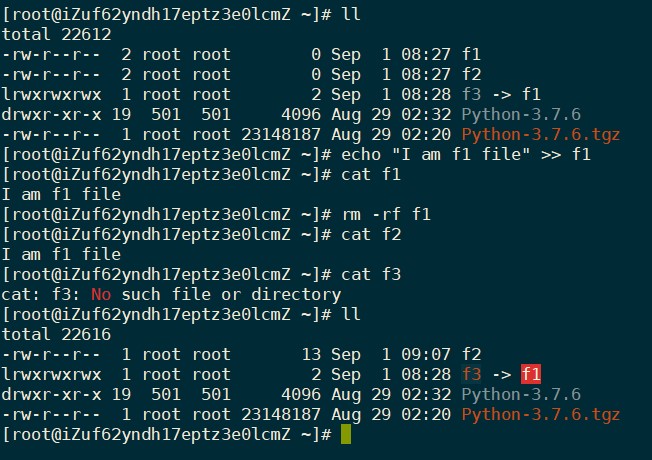 [root@iZuf62yndh17eptz3e0lcmZ ~]# ll
total 22612
-rw-r--r--  2 root root        0 Sep  1 08:27 f1
-rw-r--r--  2 root root        0 Sep  1 08:27 f2
lrwxrwxrwx  1 root root        2 Sep  1 08:28 f3 -> f1
drwxr-xr-x 19  501  501     4096 Aug 29 02:32 Python-3.7.6
-rw-r--r--  1 root root 23148187 Aug 29 02:20 Python-3.7.6.tgz
[root@iZuf62yndh17eptz3e0lcmZ ~]# echo "I am f1 file" >> f1
[root@iZuf62yndh17eptz3e0lcmZ ~]# cat f1
I am f1 file
[root@iZuf62yndh17eptz3e0lcmZ ~]# rm -rf f1
[root@iZuf62yndh17eptz3e0lcmZ ~]# cat f2
I am f1 file
[root@iZuf62yndh17eptz3e0lcmZ ~]# cat f3
cat: f3: No such file or directory
[root@iZuf62yndh17eptz3e0lcmZ ~]# ll
total 22616
-rw-r--r--  1 root root       13 Sep  1 09:07 f2
lrwxrwxrwx  1 root root        2 Sep  1 08:28 f3 -> f1
drwxr-xr-x 19  501  501     4096 Aug 29 02:32 Python-3.7.6
-rw-r--r--  1 root root 23148187 Aug 29 02:20 Python-3.7.6.tgz
[root@iZuf62yndh17eptz3e0lcmZ ~]#